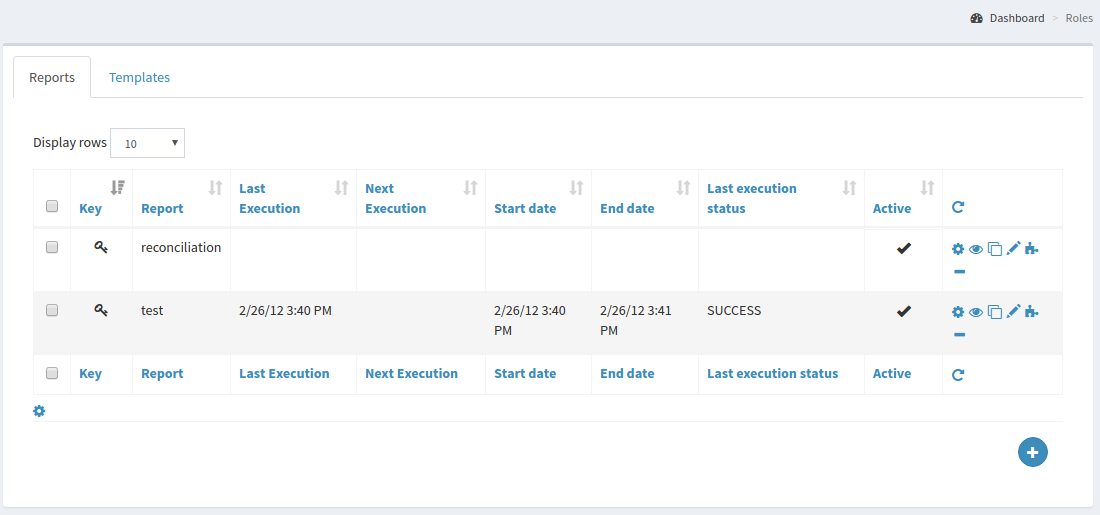 Dashboard > Roles
Reports Templates
Display rows 10
Key Report Last Execution Next Execution Start date End date Last execution status Active
reconciliation
test 2/26/12 3:40 PM 2/26/12 3:40 PM 2/26/12 3:41 PM SUCCESS
Key Report Last Execution Next Execution Start date End date Last execution status Active